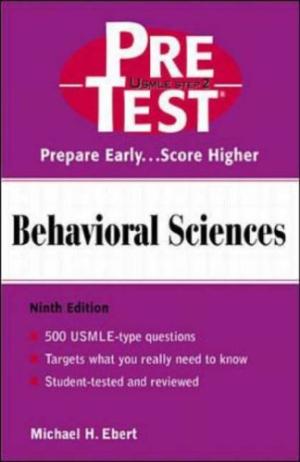 PRE
USMLE STEP 2
TEST®
Prepare Early...Score Higher
Behavioral Sciences
Ninth Edition
500 USMLE-type questions
Targets what you really need to know
Student-tested and reviewed
Michael H. Ebert